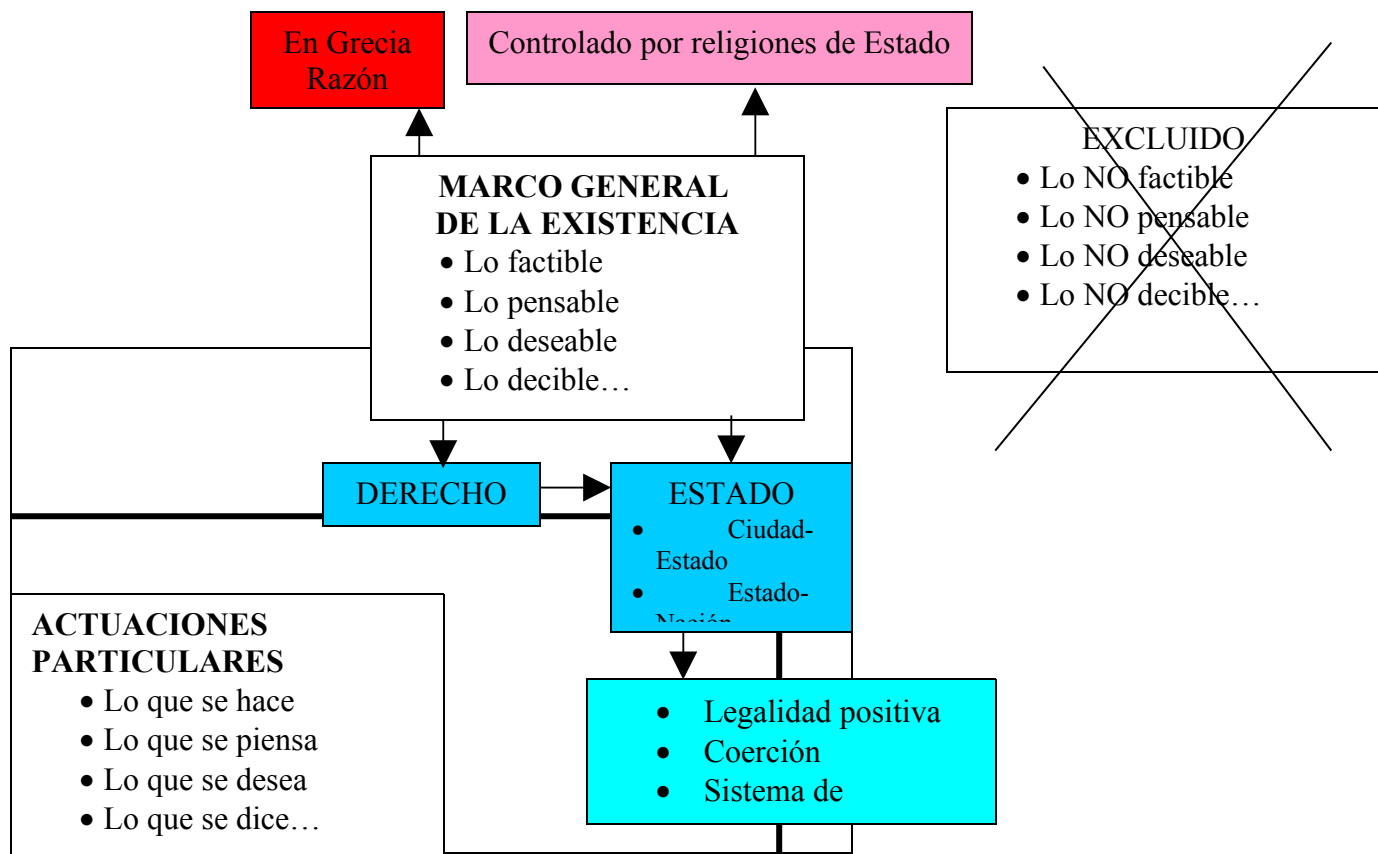 En Grecia
Razón
Controlado por religiones de Estado
EXCLUIDO
• Lo NO factible
• Lo NO pensable
• Lo NO deseable
• Lo NO decible…
MARCO GENERAL
DE LA EXISTENCIA
• Lo factible
• Lo pensable
• Lo deseable
• Lo decible…
DERECHO
ESTADO
• Ciudad-
Estado
• Estado-
Nación
ACTUACIONES
PARTICULARES
• Lo que se hace
• Lo que se piensa
• Lo que se desea
• Lo que se dice…
• Legalidad positiva
• Coerción
• Sistema de